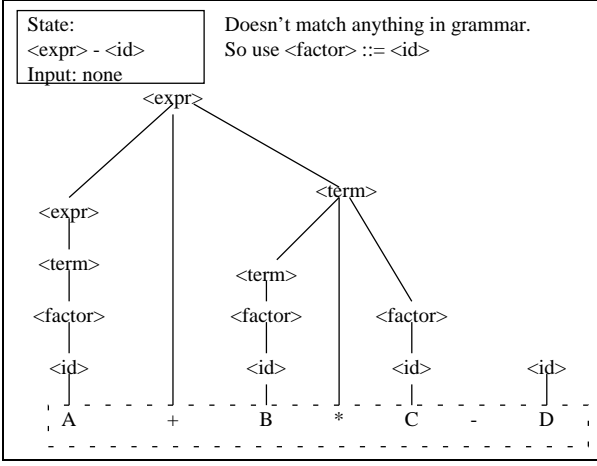 State:
<expr> - <id>
Input: none
Doesn't match anything in grammar.
So use <factor> ::= <id>
<expr>
<term>
<expr>
<term>
<term>
<factor> <factor> <factor>
<id> <id> <id> <id>
A + B * C - D